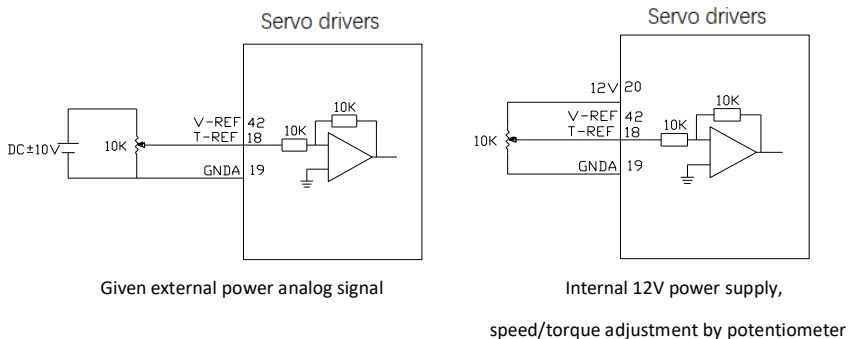 Servo drivers
DC±10V
10K
V-REF 42
T-REF 18
GNDA 19
10K
10K
Given external power analog signal
Servo drivers
10K
12V 20
V-REF 42
T-REF 18
GNDA 19
10K
10K
Internal 12V power supply,
speed/torque adjustment by potentiometer